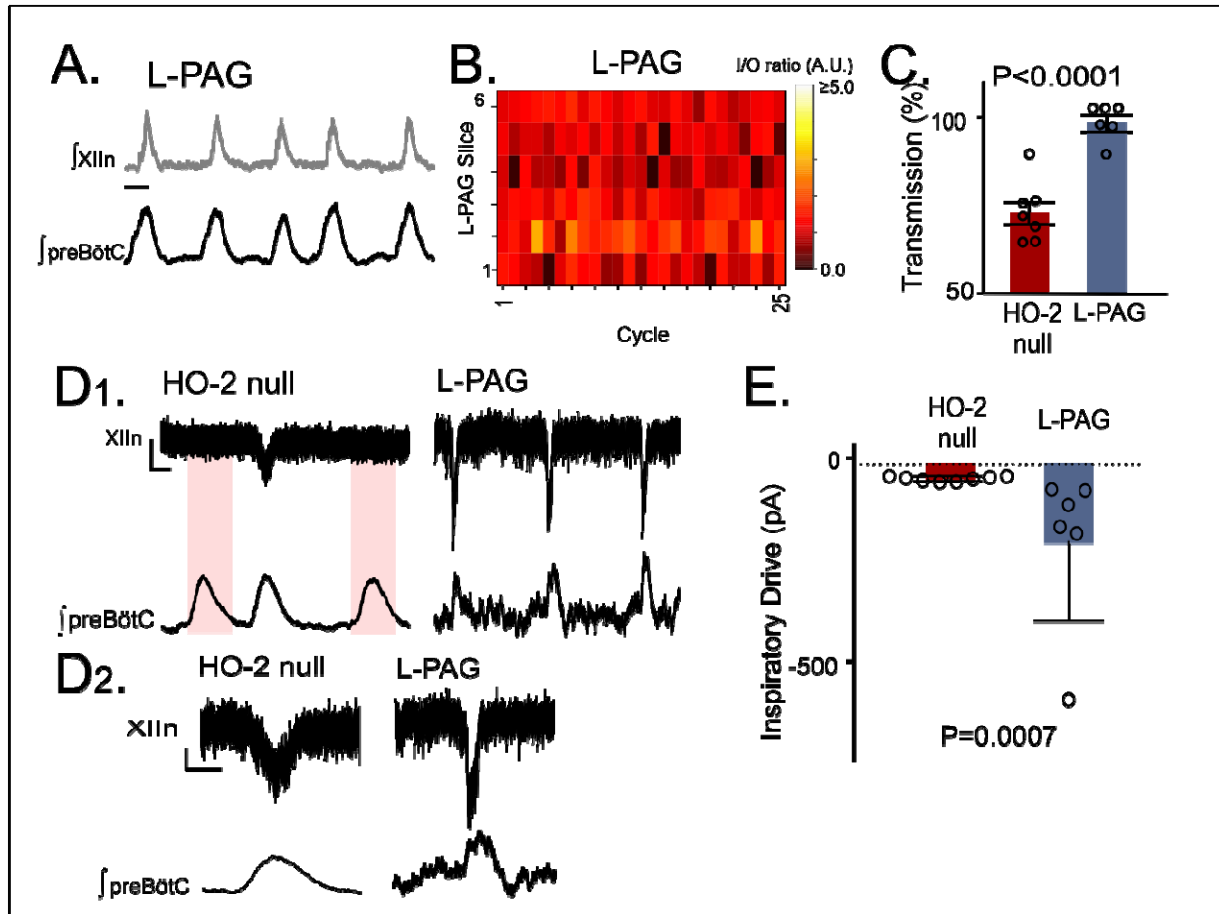 A.
L-PAG
∫XIIn
∫preBötC
B.
L-PAG
I/O ratio (A.U.)
≥5.0
0.0
6
1
L-PAG Slice
1
25
Cycle
C.
P<0.0001
Transmission (%)
100
50
HO-2
null
L-PAG
D1.
HO-2 null
L-PAG
XIIn
∫preBötC
D2.
HO-2 null
L-PAG
XIIn
∫preBötC
E.
HO-2
null
L-PAG
Inspiratory Drive (pA)
0
-500
P=0.0007